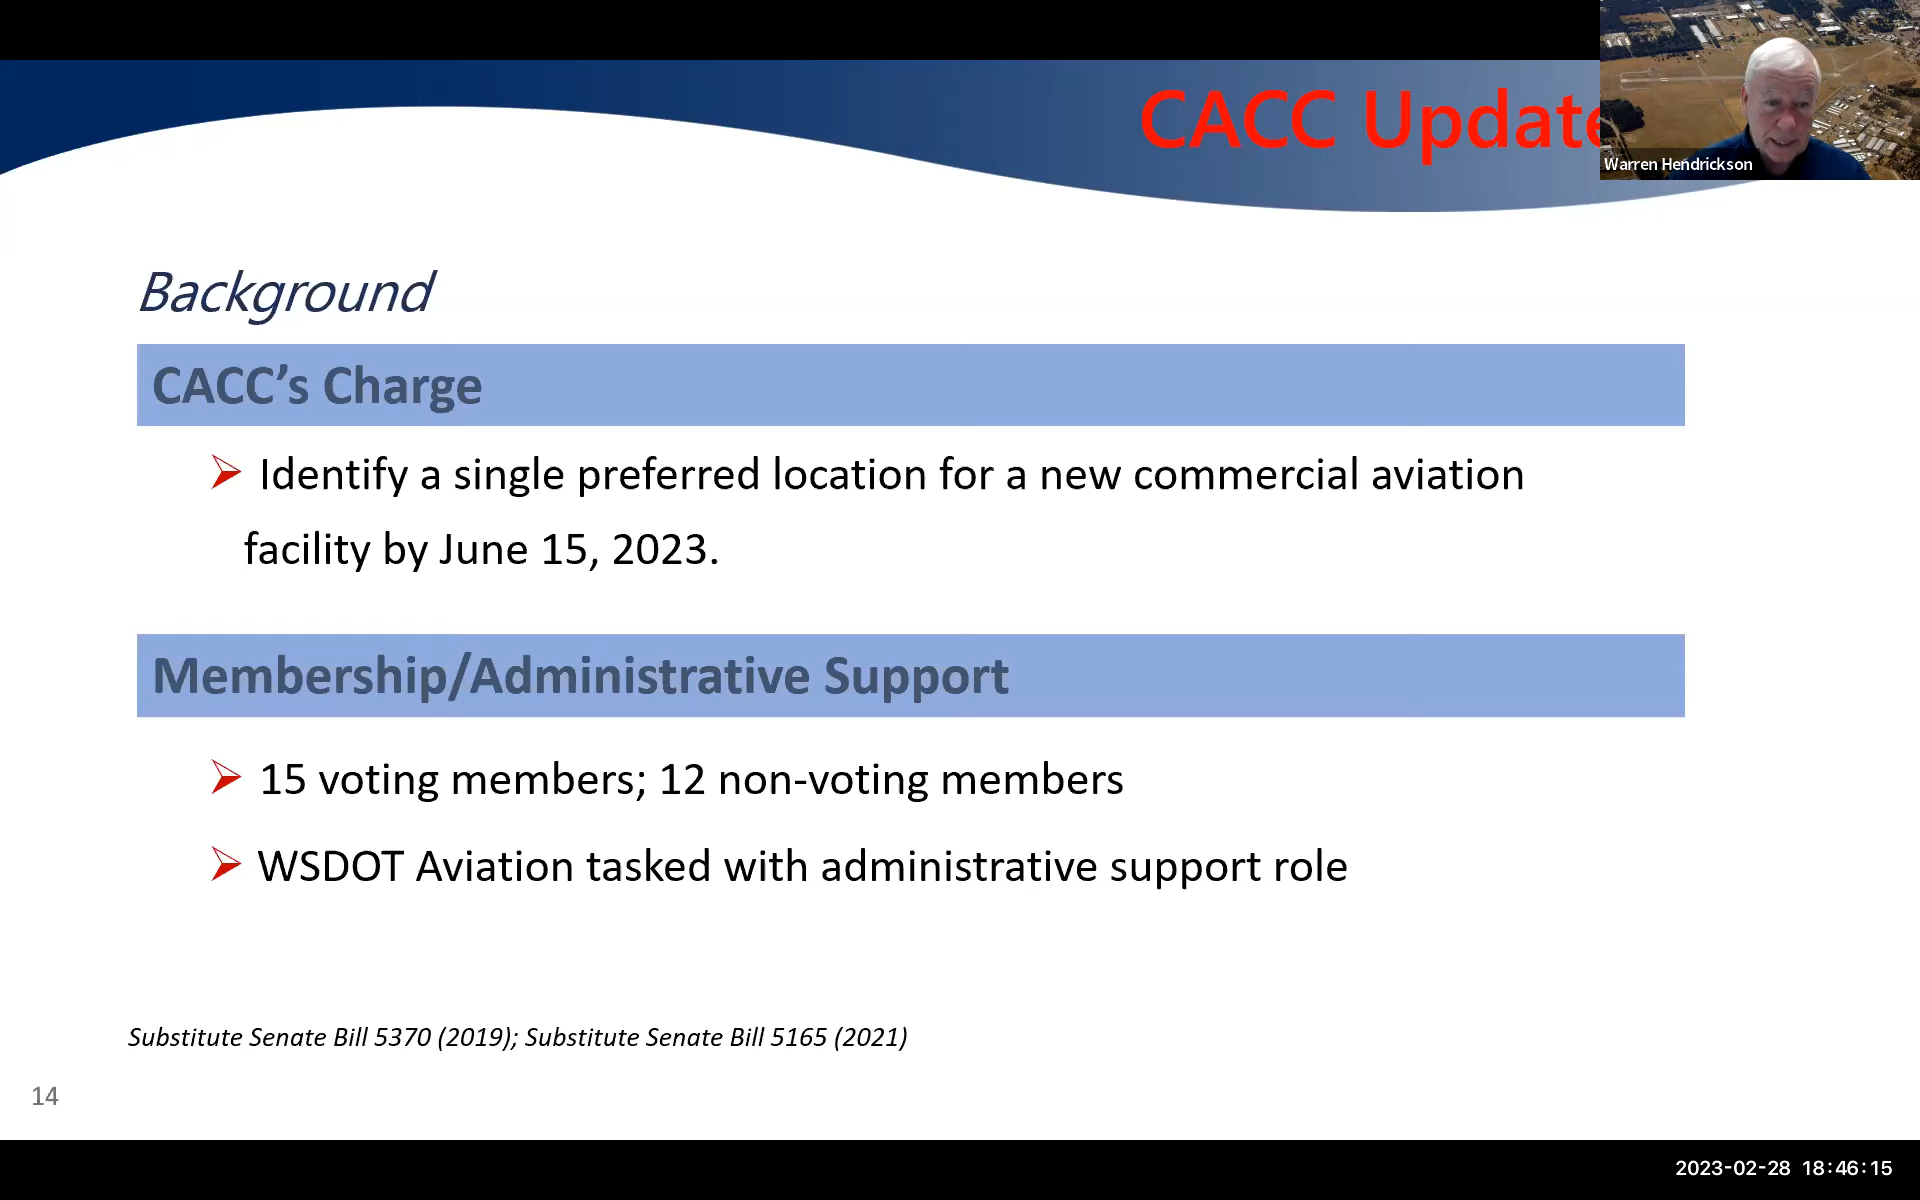 CACC Update
Warren Hendrickson
Background
CACC’s Charge
Identify a single preferred location for a new commercial aviation
facility by June 15, 2023.
Membership/Administrative Support
15 voting members; 12 non-voting members
WSDOT Aviation tasked with administrative support role
Substitute Senate Bill 5370 (2019); Substitute Senate Bill 5165 (2021)
14
2023-02-28 18:46:15